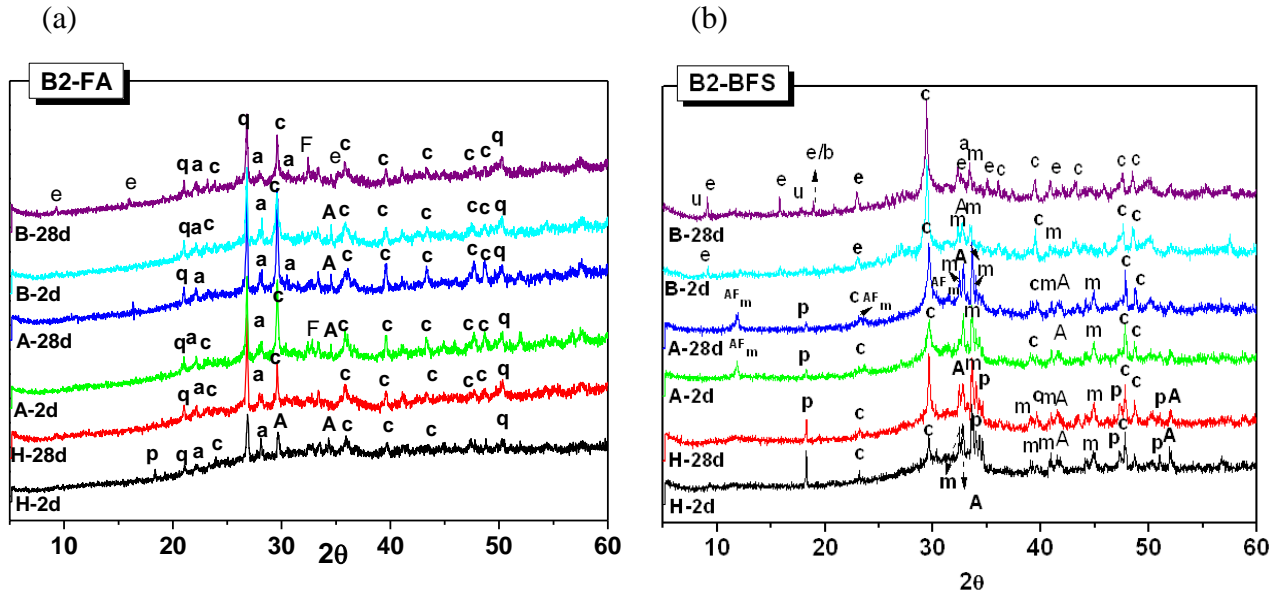 (a)
(b)
B2-FA
B2-BFS
q
c
F
q a c
a
a
e
c
c
c c q
e
e
B-28d
c
q a c
a
A c
c
c
c c q
B-2d
q a
a
a
A c
c
c
c c q
A-28d
c
q a c
a
F A c
c
c
c c q
A-2d
c
q a c
a
c
c
c
c c
q
H-28d
A
p
q a c
a
A c
c
c
H-2d
10 20 30 40 50 60
2θ
c
e/b
a
e m
e c
c e c
c c
u e
e
u
e
B-28d
A
m m
c
m
c c
e
e
B-2d
c
m A
AFm
m
AFm p
c AFm
c m A
m
c
c
A-28d
c
m
AFm
p
c
c
A
m
c
c
A-2d
A
p
p
c
m c m A
m
p c
c
p A
H-28d
c
p
p
c
m m A
m
p c
p A
m
A
H-2d
10 20 30 40 50 60
2θ